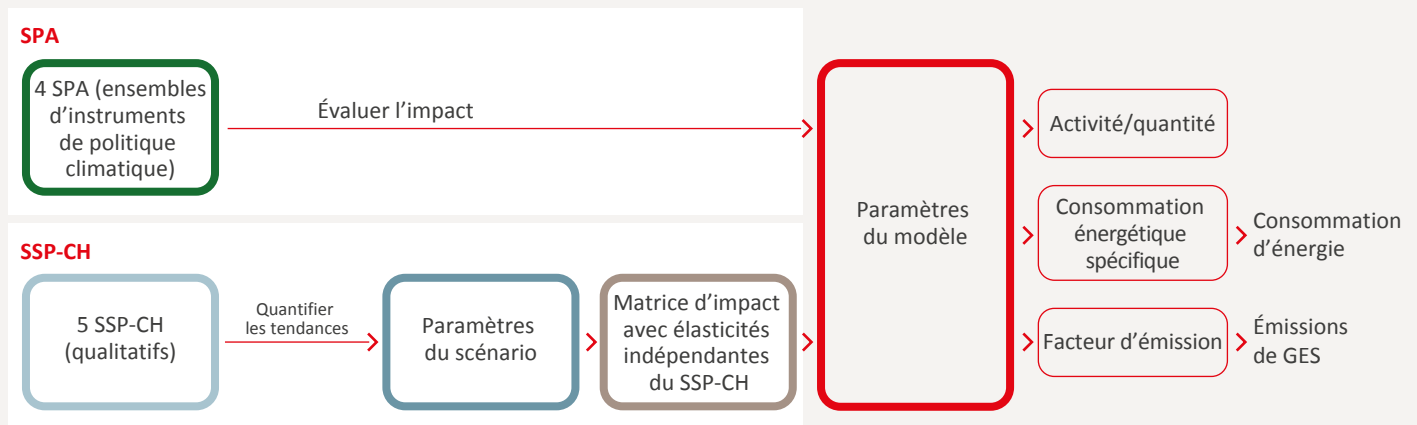 SPA
4 SPA (ensembles
d’instruments
de politique
climatique)
Évaluer l’impact
SSP-CH
5 SSP-CH
(qualitatifs)
Quantifier
les tendances
Paramètres
du scénario
Matrice d’impact
avec élasticités
indépendantes
du SSP-CH
Paramètres
du modèle
Activité/quantité
Consommation
énergétique
spécifique
Consommation
d’énergie
Facteur d’émission
Émissions
de GES